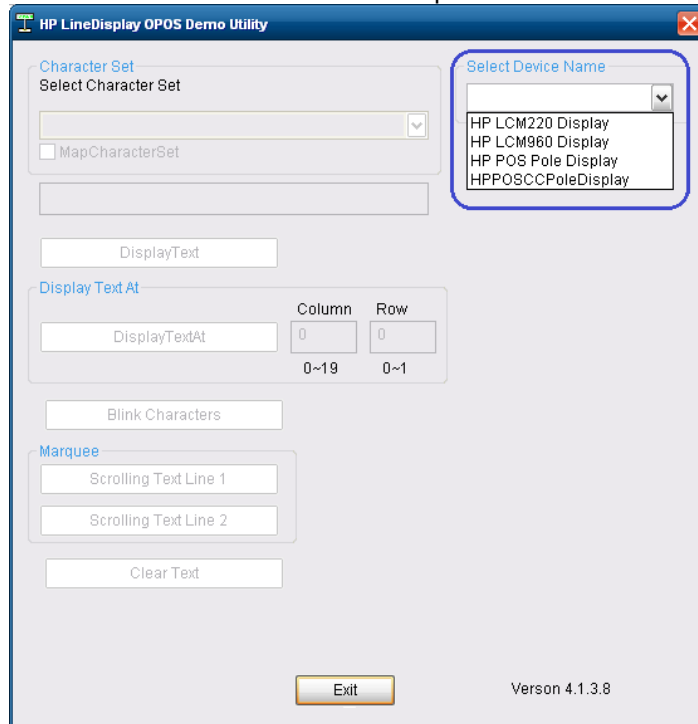 HP LineDisplay OPOS Demo Utility
Character Set
Select Character Set
MapCharacterSet
Select Device Name
HP LCM220 Display
HP LCM960 Display
HP POS Pole Display
HPPOSCCPoleDisplay
DisplayText
Display Text At
Column Row
DisplayTextAt 0 0
0~19 0~1
Blink Characters
Marquee
Scrolling Text Line 1
Scrolling Text Line 2
Clear Text
Exit Verson 4.1.3.8